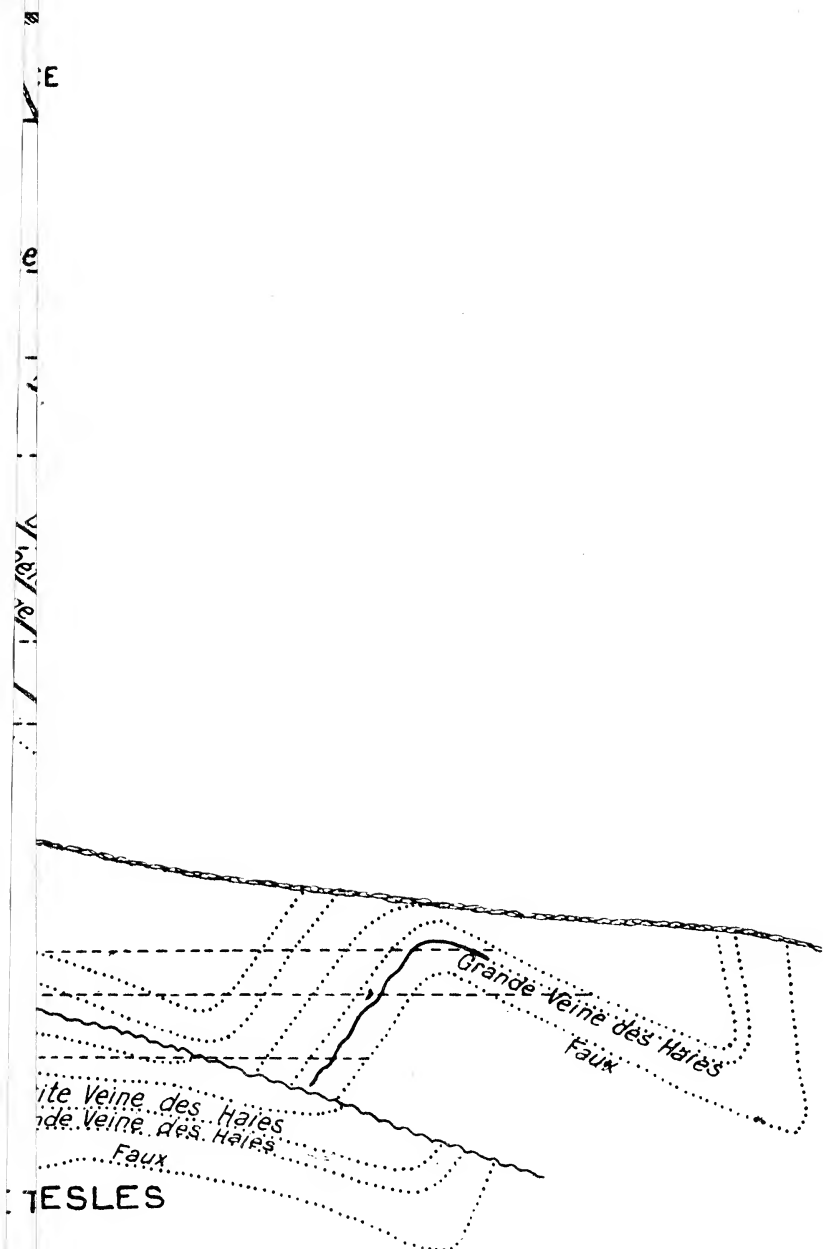 E
e
Grande Veine des Haies
Faux
ite Veine des Haies
nde Veine des Haies
Faux
TESLES